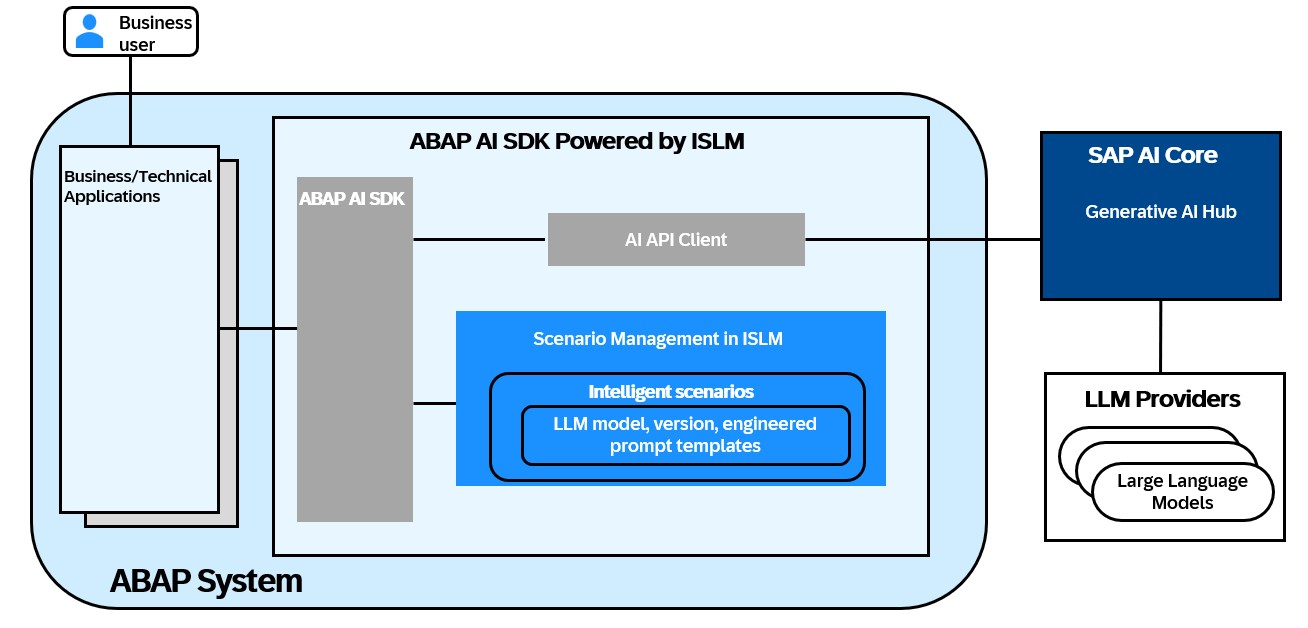 Business
user
ABAP AI SDK Powered by ISLM
Business/Technical
Applications
ABAP AI SDK
AI API Client
Scenario Management in ISLM
Intelligent scenarios
LLM model, version, engineered
prompt templates
ABAP System
SAP AI Core
Generative AI Hub
LLM Providers
Large Language
Models